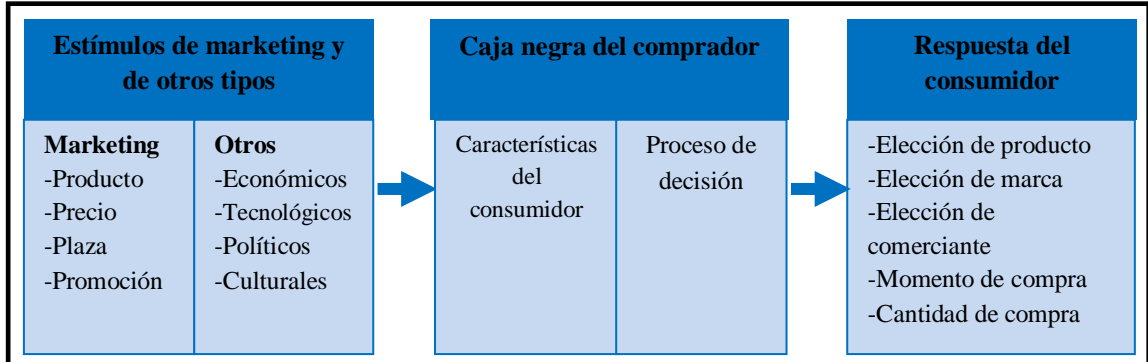 Estímulos de marketing y
de otros tipos
Marketing
-Producto
-Precio
-Plaza
-Promoción
Otros
-Económicos
-Tecnológicos
-Políticos
-Culturales
Caja negra del comprador
Características
del
consumidor
Proceso de
decisión
Respuesta del
consumidor
-Elección de producto
-Elección de marca
-Elección de
comerciante
-Momento de compra
-Cantidad de compra